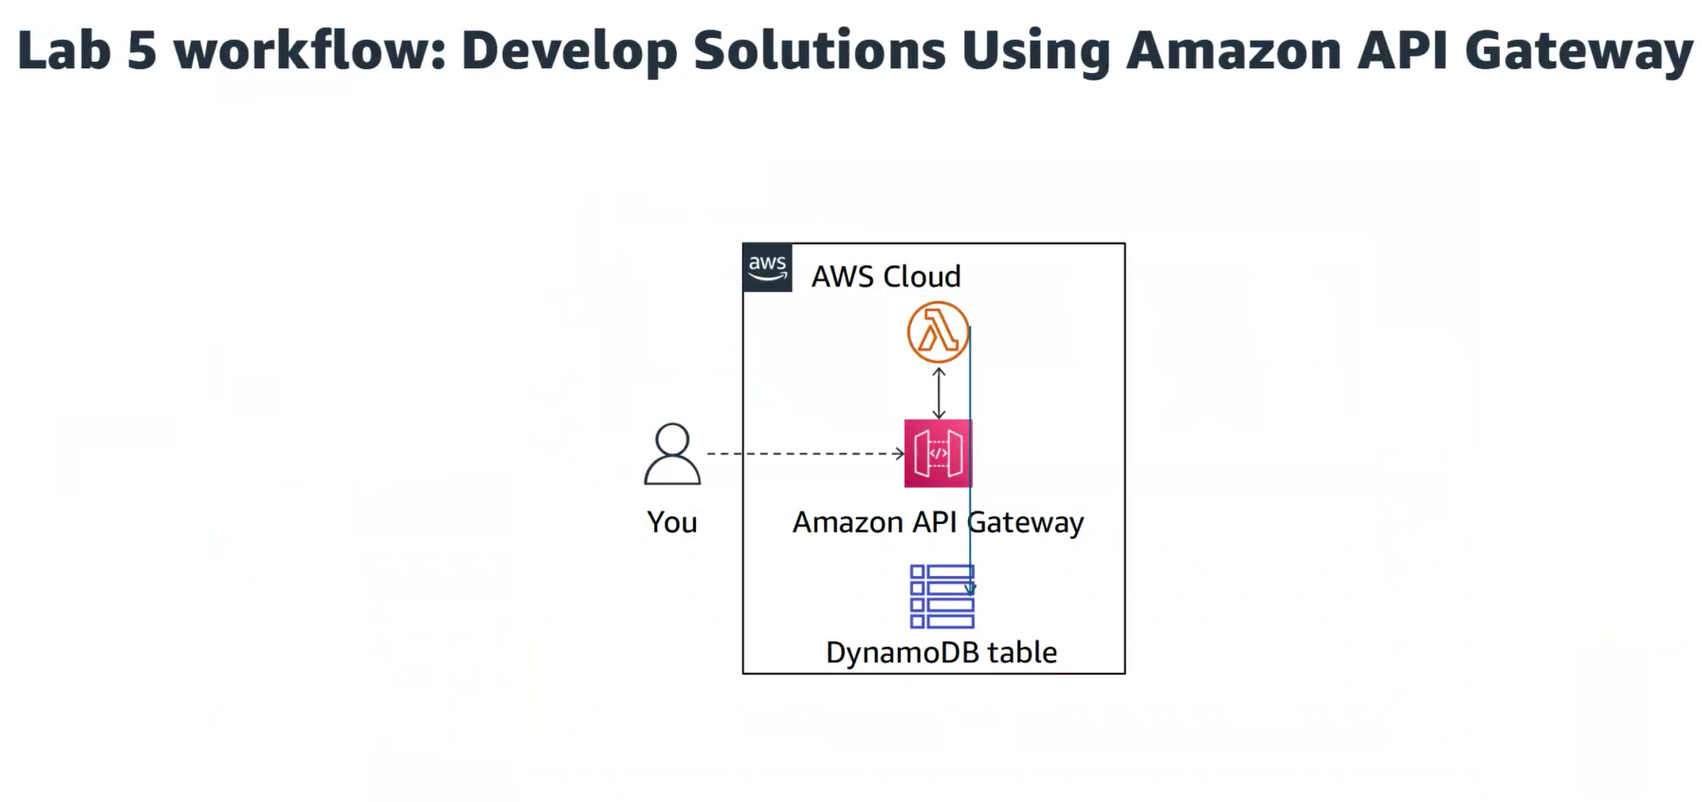 Lab 5 workflow: Develop Solutions Using Amazon API Gateway
aws
AWS Cloud
</>
You
Amazon API Gateway
DynamoDB table